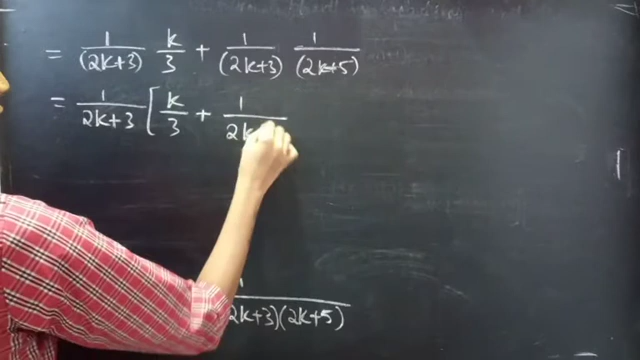 = 1/(2k+3) k/3 + 1/(2k+3) 1/(2k+5)
= 1/2k+3 [k/3 + 1/2k
1/2k+3)(2k+5)